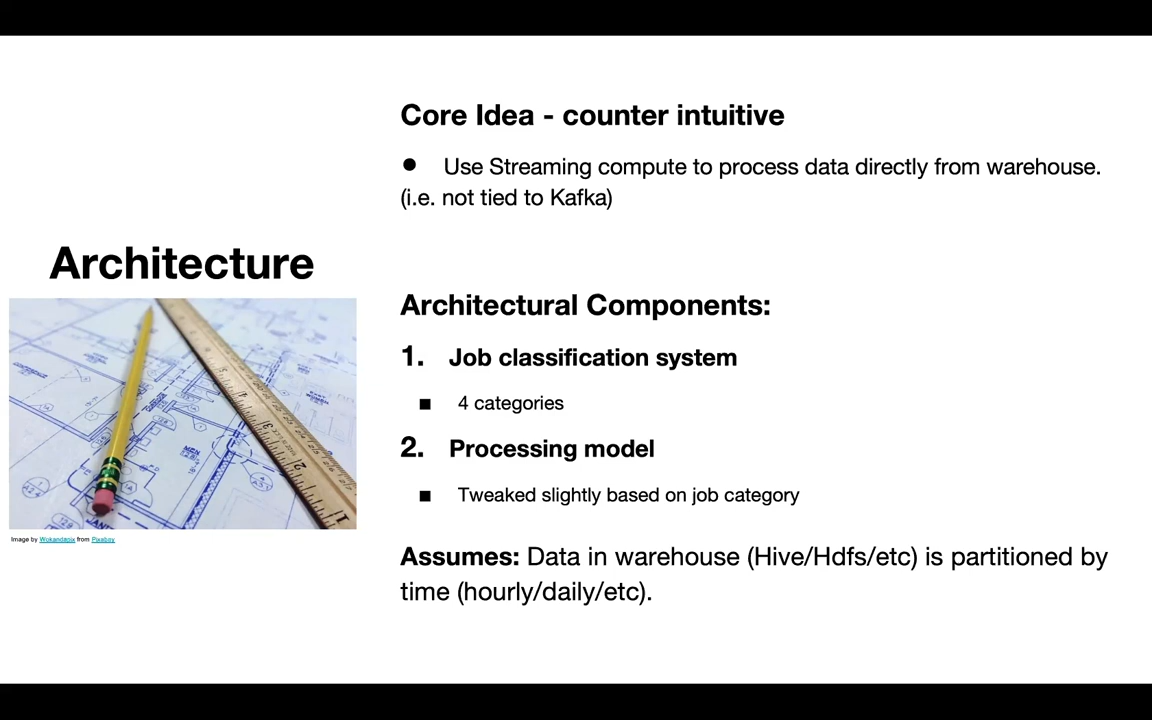 Core Idea - counter intuitive
● Use Streaming compute to process data directly from warehouse.
(i.e. not tied to Kafka)
Architecture
Image by Wokandapix from Pixabay
Architectural Components:
1. Job classification system
■ 4 categories
2. Processing model
■ Tweaked slightly based on job category
Assumes: Data in warehouse (Hive/Hdfs/etc) is partitioned by
time (hourly/daily/etc).